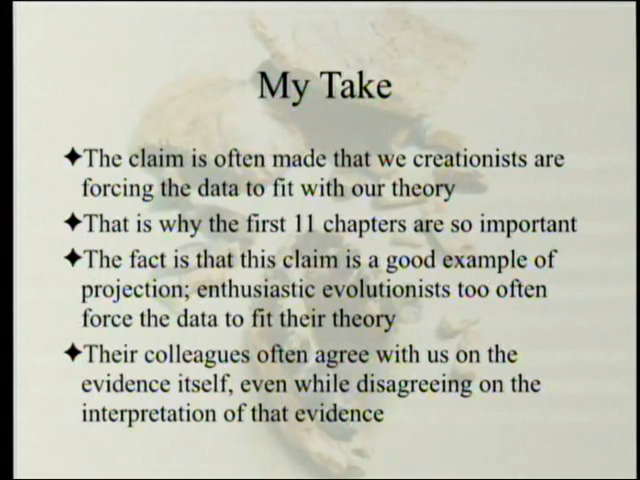 My Take
✦The claim is often made that we creationists are
forcing the data to fit with our theory
✦That is why the first 11 chapters are so important
✦The fact is that this claim is a good example of
projection; enthusiastic evolutionists too often
force the data to fit their theory
✦Their colleagues often agree with us on the
evidence itself, even while disagreeing on the
interpretation of that evidence